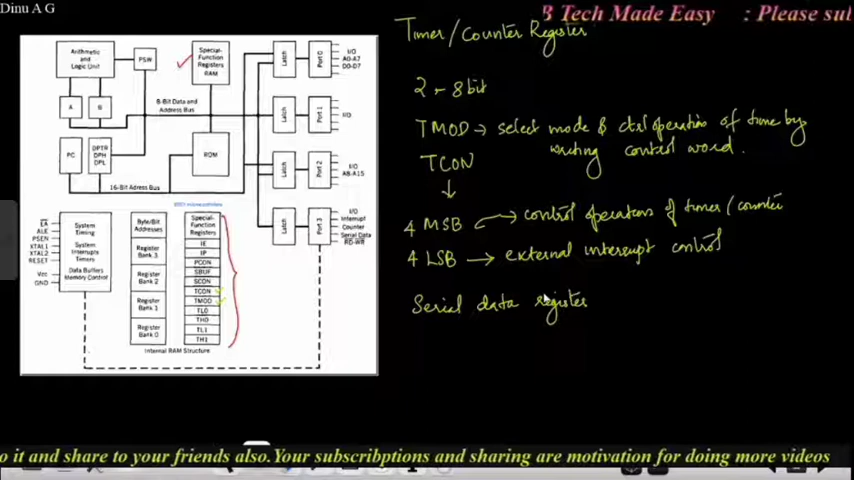 Dinu A G
B Tech Made Easy : Please sul
Timer/Counter Register
2 - 8 bit
TMOD → select mode & ctrl operation of time by
writing control word.
TCON
4 MSB → control operations of timer/counter
4 LSB → external interrupt control
Serial data register
Arithmetic
and
Logic Unit
PSW
Special-
Function
Registers
RAM
Latch
Port 0
I/O
A0-A7
D0-D7
A
B
8-Bit Data and
Address Bus
Latch
Port 1
I/O
PC
DPTR
DPH
DPL
ROM
Latch
Port 2
I/O
A8-A15
16-Bit Adress Bus
EA
ALE
PSEN
XTAL1
XTAL2
RESET
Vcc
GND
System
Timing
System
Interrupts
Timers
Data Buffers
Memory Control
Byte/Bit
Addresses
Register
Bank 3
Register
Bank 2
Register
Bank 1
Register
Bank 0
Special-
Function
Registers
IE
IP
PCON
SBUF
SCON
TCON
TMOD
TL0
TH0
TL1
TH1
Internal RAM Structure
Latch
Port 3
I/O
Interrupt
Counter
Serial Data
RD-WR
o it and share to your friends also.Your subscribptions and sharing are motivation for doing more videos